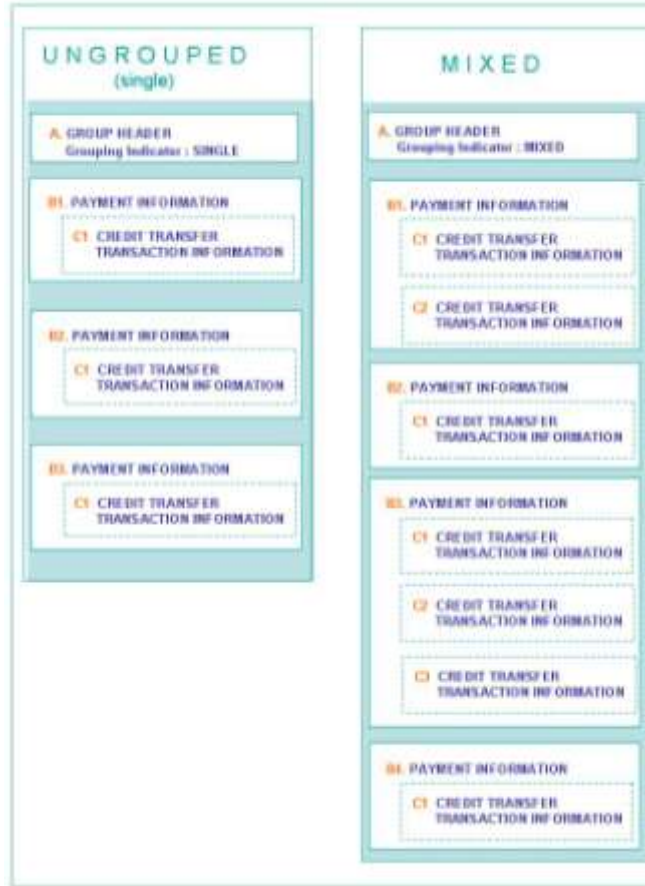 UNGROUPED
(single)
A. GROUP HEADER
Grouping Indicator : SINGLE
B1. PAYMENT INFORMATION
C1 CREDIT TRANSFER
TRANSACTION INFORMATION
B2. PAYMENT INFORMATION
C1 CREDIT TRANSFER
TRANSACTION INFORMATION
B3. PAYMENT INFORMATION
C1 CREDIT TRANSFER
TRANSACTION INFORMATION
MIXED
A. GROUP HEADER
Grouping Indicator : MIXED
B1. PAYMENT INFORMATION
C1 CREDIT TRANSFER
TRANSACTION INFORMATION
C2 CREDIT TRANSFER
TRANSACTION INFORMATION
B2. PAYMENT INFORMATION
C1 CREDIT TRANSFER
TRANSACTION INFORMATION
B3. PAYMENT INFORMATION
C1 CREDIT TRANSFER
TRANSACTION INFORMATION
C2 CREDIT TRANSFER
TRANSACTION INFORMATION
C3 CREDIT TRANSFER
TRANSACTION INFORMATION
B4. PAYMENT INFORMATION
C1 CREDIT TRANSFER
TRANSACTION INFORMATION